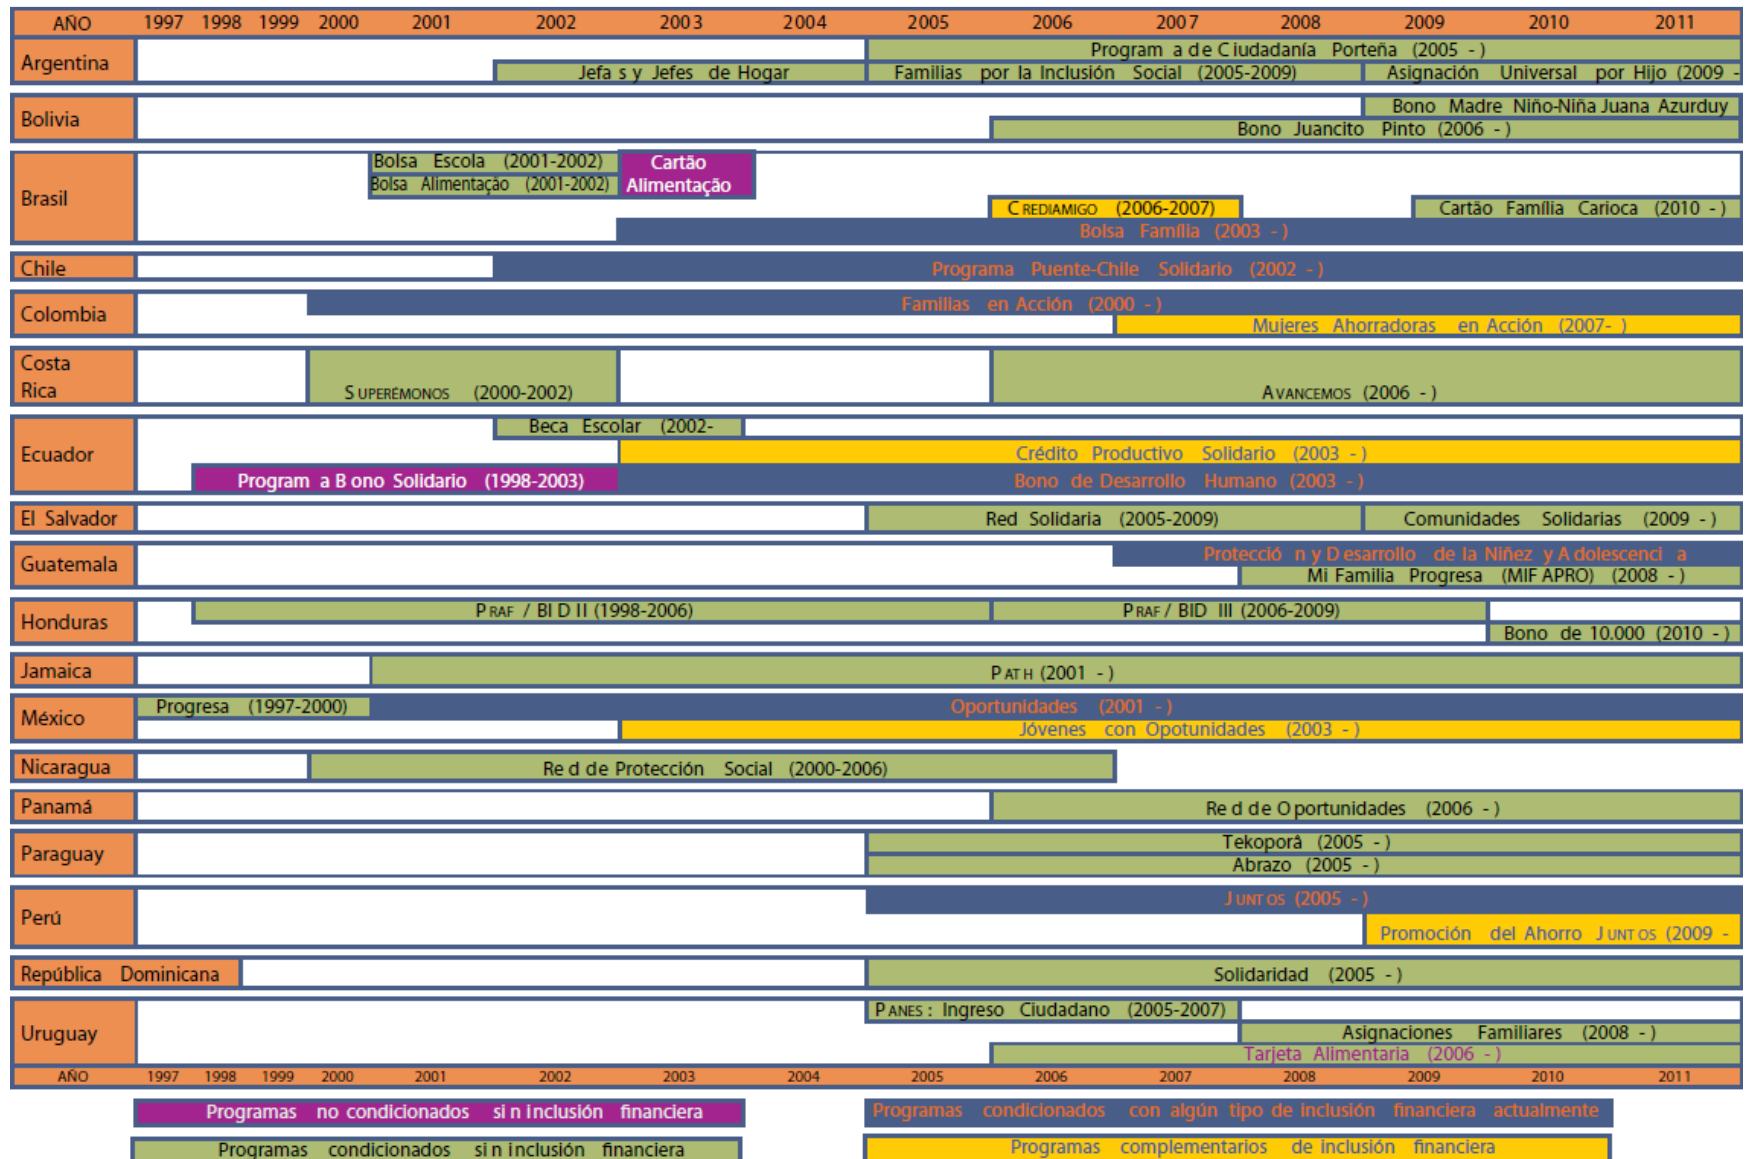 AÑO 1997 1998 1999 2000 2001 2002 2003 2004 2005 2006 2007 2008 2009 2010 2011
Argentina
Programa de Ciudadanía Porteña (2005 - )
Jefas y Jefes de Hogar Familias por la Inclusión Social (2005-2009) Asignación Universal por Hijo (2009 -
Bolivia
Bono Madre Niño-Niña Juana Azurduy
Bono Juancito Pinto (2006 - )
Brasil
Bolsa Escola (2001-2002) Cartão
Bolsa Alimentação (2001-2002) Alimentação
CREDIAMIGO (2006-2007) Cartão Família Carioca (2010 - )
Bolsa Família (2003 - )
Chile Programa Puente-Chile Solidario (2002 - )
Colombia
Familias en Acción (2000 - )
Mujeres Ahorradoras en Acción (2007- )
Costa
Rica SUPERÉMONOS (2000-2002) AVANCEMOS (2006 - )
Ecuador
Beca Escolar (2002-
Crédito Productivo Solidario (2003 - )
Programa Bono Solidario (1998-2003) Bono de Desarrollo Humano (2003 - )
El Salvador Red Solidaria (2005-2009) Comunidades Solidarias (2009 - )
Guatemala
Protección y Desarrollo de la Niñez y Adolescencia
Mi Familia Progresa (MIFAPRO) (2008 - )
Honduras
PRAF / BID II (1998-2006) PRAF / BID III (2006-2009)
Bono de 10.000 (2010 - )
Jamaica PATH (2001 - )
México
Progresa (1997-2000) Oportunidades (2001 - )
Jóvenes con Opotunidades (2003 - )
Nicaragua Red de Protección Social (2000-2006)
Panamá Red de Oportunidades (2006 - )
Paraguay
Tekoporâ (2005 - )
Abrazo (2005 - )
Perú
JUNTOS (2005 - )
Promoción del Ahorro JUNTOS (2009 -
República Dominicana Solidaridad (2005 - )
Uruguay
PANES: Ingreso Ciudadano (2005-2007)
Asignaciones Familiares (2008 - )
Tarjeta Alimentaria (2006 - )
AÑO 1997 1998 1999 2000 2001 2002 2003 2004 2005 2006 2007 2008 2009 2010 2011
Programas no condicionados sin inclusión financiera Programas condicionados con algún tipo de inclusión financiera actualmente
Programas condicionados sin inclusión financiera Programas complementarios de inclusión financiera